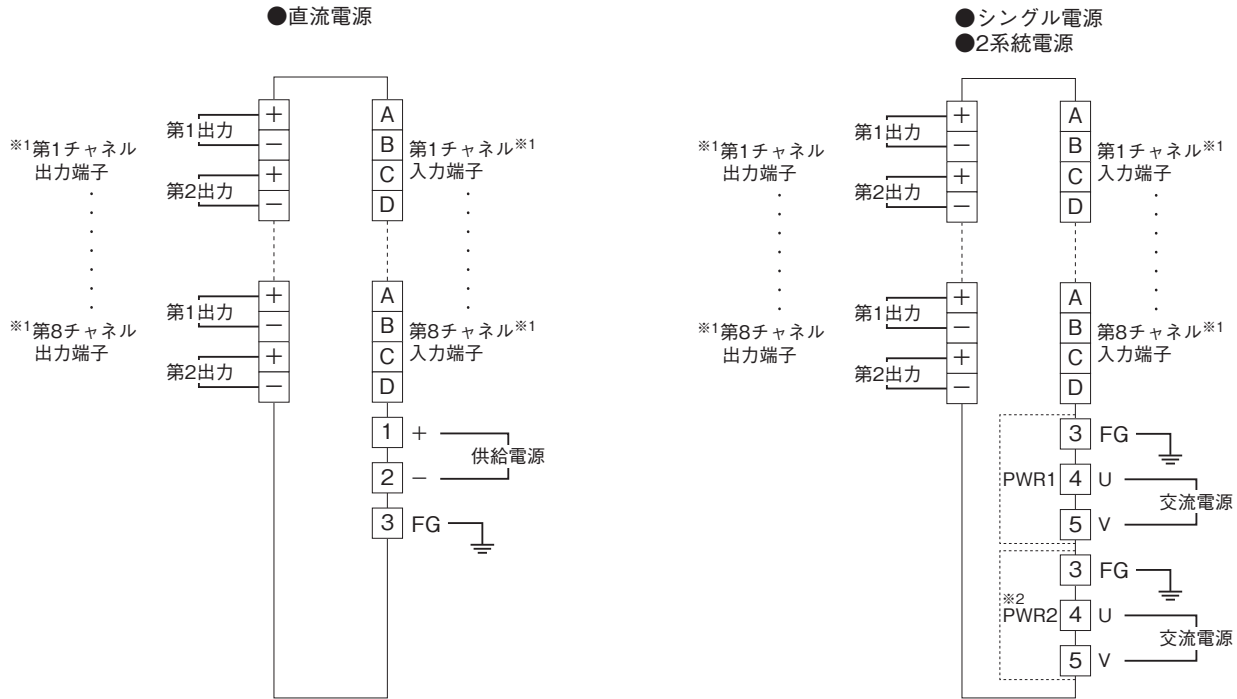 ●直流電源
第1出力
+
−
第2出力
+
−
※1第1チャネル
出力端子
A
B
C
D
第1チャネル※1
入力端子
第1出力
+
−
第2出力
+
−
※1第8チャネル
出力端子
A
B
C
D
第8チャネル※1
入力端子
1 +
2 −
供給電源
3 FG
●シングル電源
●2系統電源
第1出力
+
−
第2出力
+
−
※1第1チャネル
出力端子
A
B
C
D
第1チャネル※1
入力端子
第1出力
+
−
第2出力
+
−
※1第8チャネル
出力端子
A
B
C
D
第8チャネル※1
入力端子
PWR1
3 FG
4 U
5 V
交流電源
※2
PWR2
3 FG
4 U
5 V
交流電源